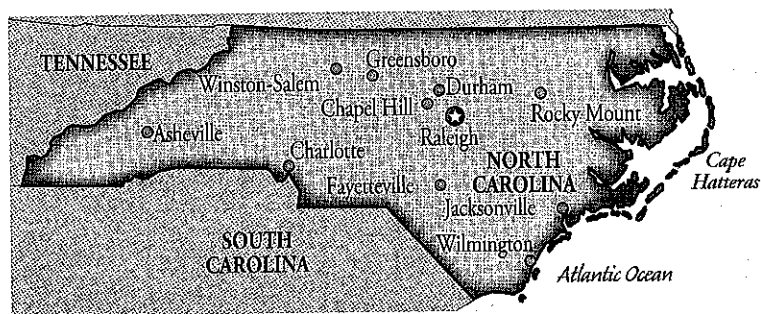 Greensboro
TENNESSEE
Winston-Salem
Durham
Chapel Hill
Rocky Mount
Asheville
Raleigh
Charlotte
NORTH
CAROLINA
Cape
Hatteras
Fayetteville
Jacksonville
SOUTH
CAROLINA
Wilmington
Atlantic Ocean